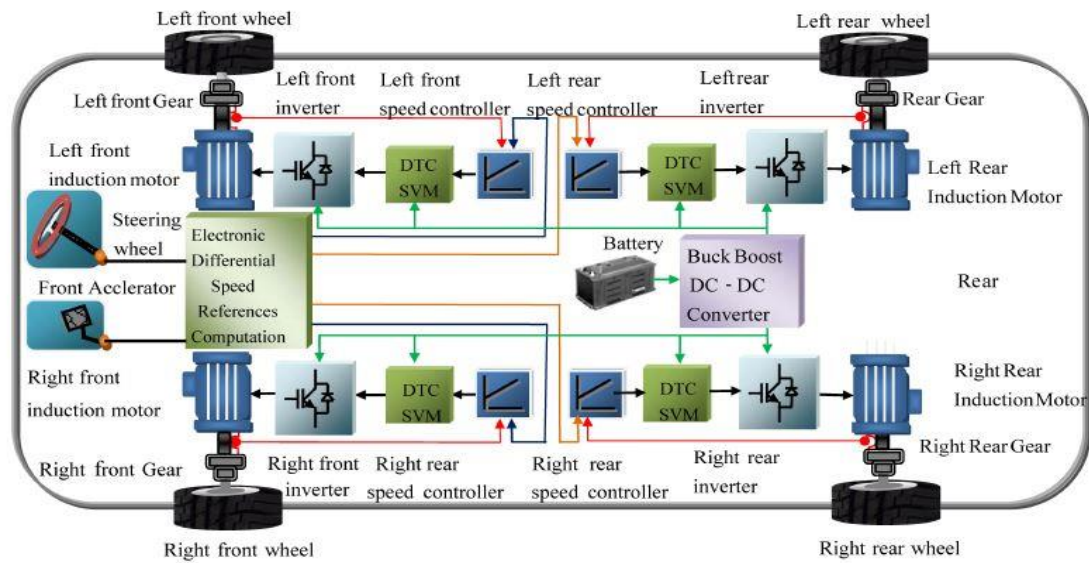 Left front wheel
Left rear wheel
Left front Gear
Left front
inverter
Left front
speed controller
Left rear
speed controller
Left rear
inverter
Rear Gear
Left front
induction motor
DTC
SVM
DTC
SVM
Left Rear
Induction Motor
Steering
wheel
Electronic
Differential
Speed
References
Computation
Battery
Buck Boost
DC - DC
Converter
Rear
Front Acclerator
Right front
induction motor
DTC
SVM
DTC
SVM
Right Rear
Induction Motor
Right front Gear
Right front
inverter
Right rear
speed controller
Right rear
speed controller
Right rear
inverter
Right Rear Gear
Right front wheel
Right rear wheel